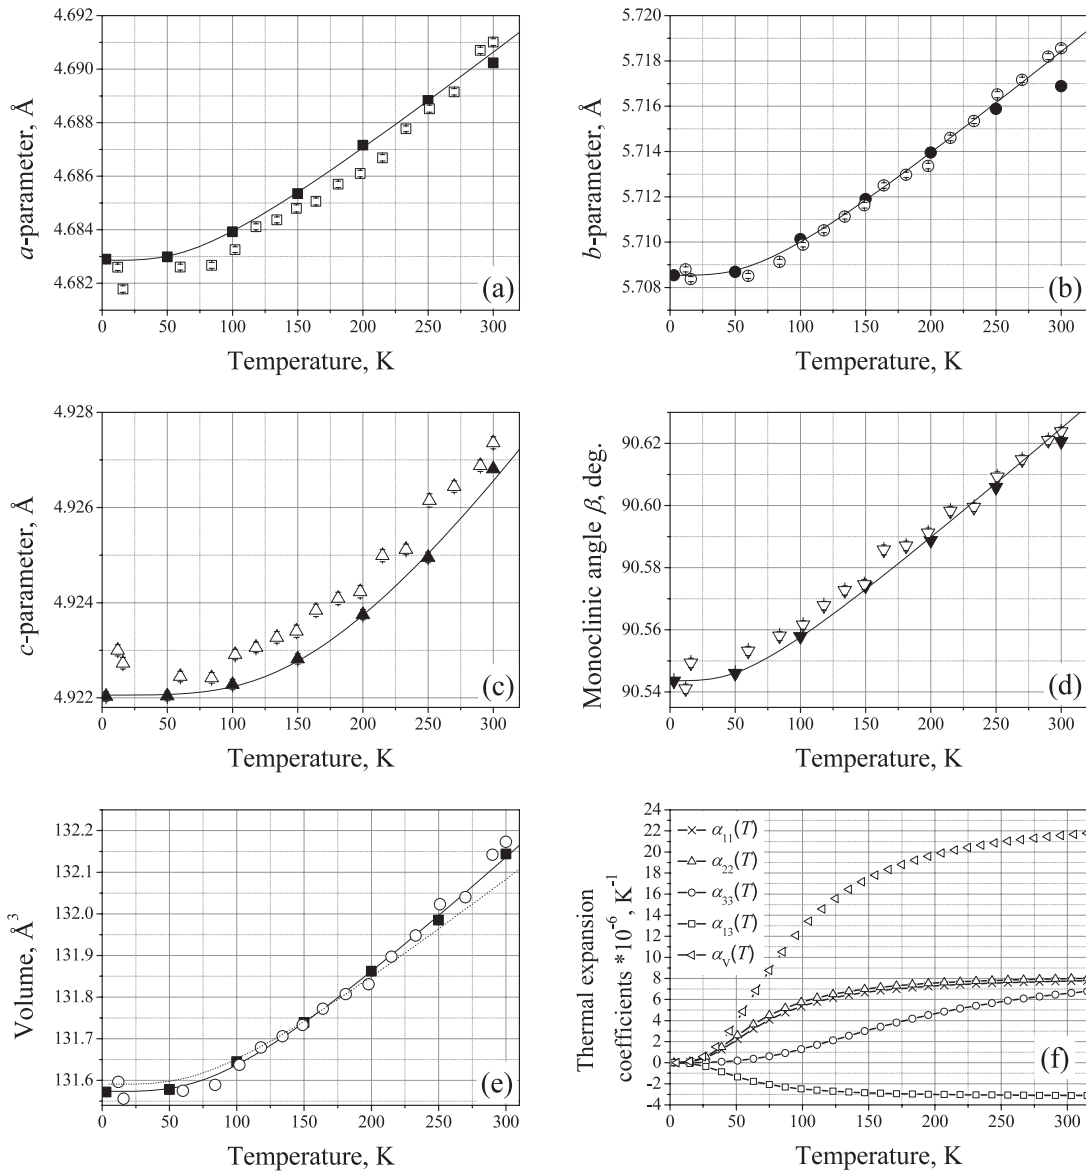 4.692
4.690
4.688
4.686
4.684
4.682
a-parameter, Å
(a)
0 50 100 150 200 250 300
Temperature, K
5.720
5.718
5.716
5.714
5.712
5.710
5.708
b-parameter, Å
(b)
0 50 100 150 200 250 300
Temperature, K
4.928
4.926
4.924
4.922
c-parameter, Å
(c)
0 50 100 150 200 250 300
Temperature, K
90.62
90.60
90.58
90.56
90.54
Monoclinic angle β, deg.
(d)
0 50 100 150 200 250 300
Temperature, K
132.2
132.1
132.0
131.9
131.8
131.7
131.6
Volume, Å³
(e)
0 50 100 150 200 250 300
Temperature, K
24
22
20
18
16
14
12
10
8
6
4
2
0
-2
-4
Thermal expansion
coefficients *10⁻⁶, K⁻¹
α₁₁(T)
α₂₂(T)
α₃₃(T)
α₁₃(T)
αᵥ(T)
(f)
0 50 100 150 200 250 300
Temperature, K